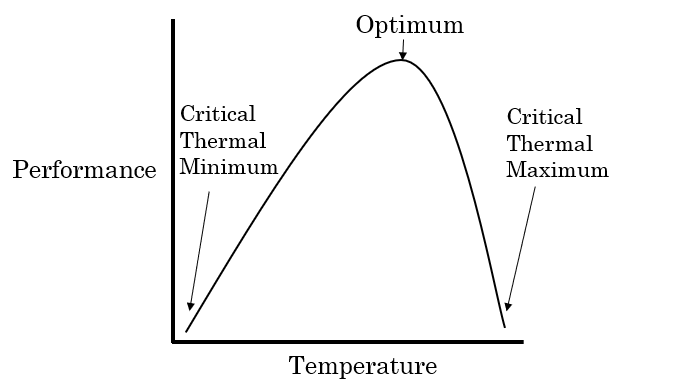 Optimum
Critical
Thermal
Minimum
Critical
Thermal
Maximum
Performance
Temperature